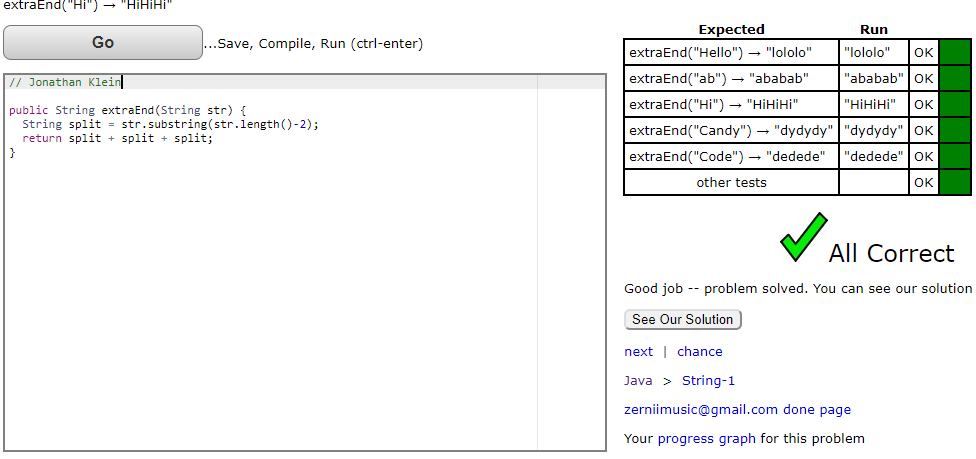 extraEnd("Hi") → "HiHiHi"
Go
...Save, Compile, Run (ctrl-enter)
// Jonathan Klein
public String extraEnd(String str) {
  String split = str.substring(str.length()-2);
  return split + split + split;
}
Expected Run
extraEnd("Hello") → "lololo" "lololo" OK
extraEnd("ab") → "ababab" "ababab" OK
extraEnd("Hi") → "HiHiHi" "HiHiHi" OK
extraEnd("Candy") → "dydydy" "dydydy" OK
extraEnd("Code") → "dedede" "dedede" OK
other tests OK
All Correct
Good job -- problem solved. You can see our solution
See Our Solution
next | chance
Java > String-1
zerniimusic@gmail.com done page
Your progress graph for this problem